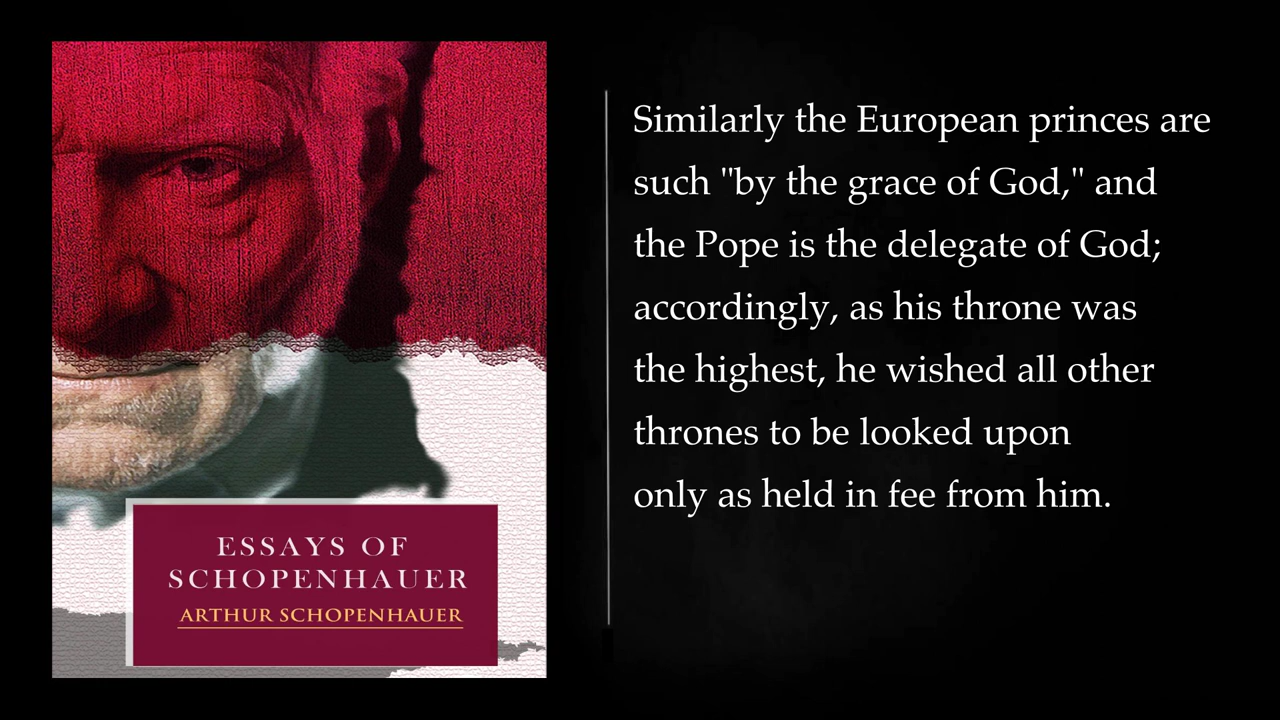 ESSAYS OF
SCHOPENHAUER
ARTHUR SCHOPENHAUER
Similarly the European princes are
such "by the grace of God," and
the Pope is the delegate of God;
accordingly, as his throne was
the highest, he wished all other
thrones to be looked upon
only as held in fee from him.